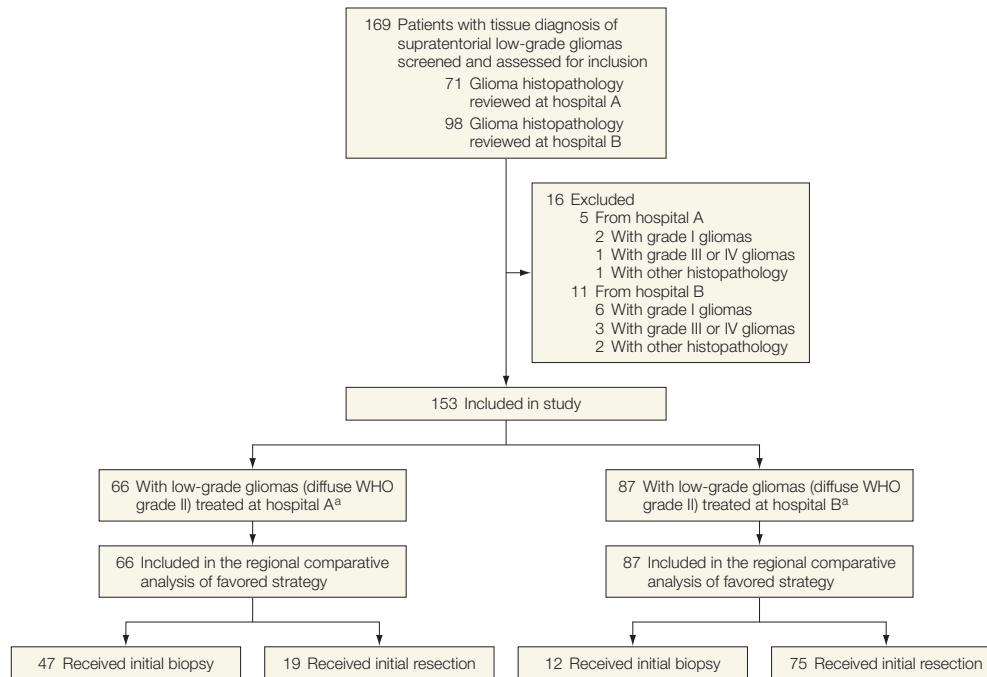 169 Patients with tissue diagnosis of
supratentorial low-grade gliomas
screened and assessed for inclusion
71 Glioma histopathology
reviewed at hospital A
98 Glioma histopathology
reviewed at hospital B
16 Excluded
5 From hospital A
2 With grade I gliomas
1 With grade III or IV gliomas
1 With other histopathology
11 From hospital B
6 With grade I gliomas
3 With grade III or IV gliomas
2 With other histopathology
153 Included in study
66 With low-grade gliomas (diffuse WHO
grade II) treated at hospital Aᵃ
87 With low-grade gliomas (diffuse WHO
grade II) treated at hospital Bᵃ
66 Included in the regional comparative
analysis of favored strategy
87 Included in the regional comparative
analysis of favored strategy
47 Received initial biopsy
19 Received initial resection
12 Received initial biopsy
75 Received initial resection